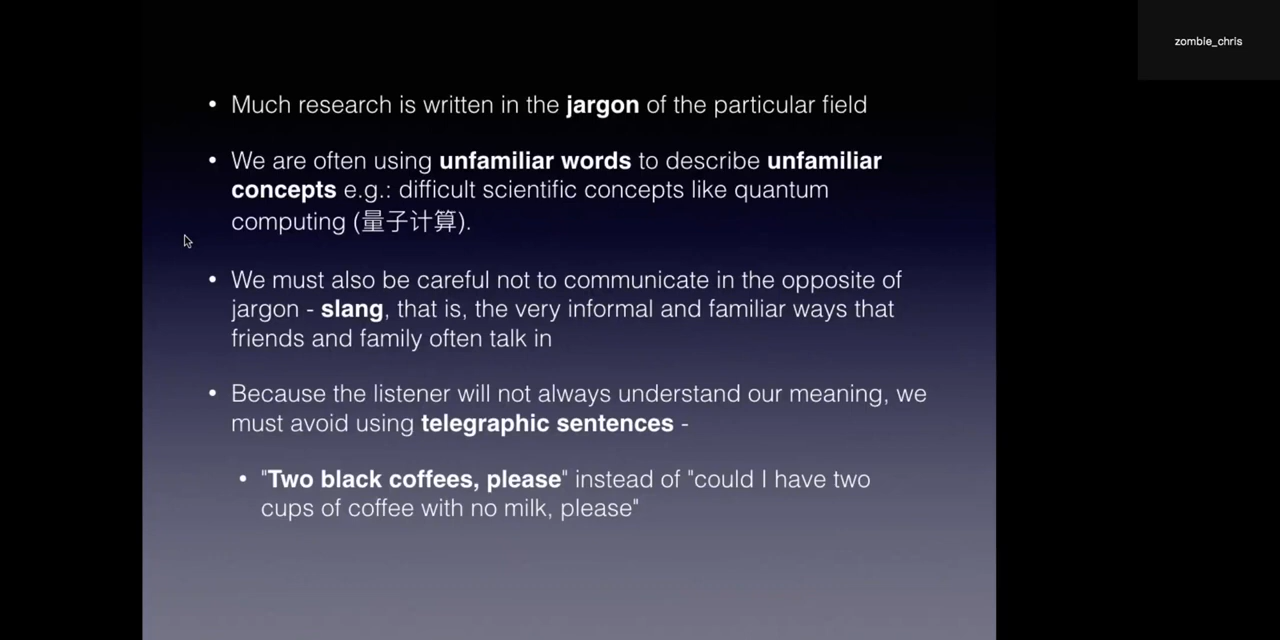 zombie_chris
• Much research is written in the jargon of the particular field
• We are often using unfamiliar words to describe unfamiliar
concepts e.g.: difficult scientific concepts like quantum
computing (量子计算).
• We must also be careful not to communicate in the opposite of
jargon - slang, that is, the very informal and familiar ways that
friends and family often talk in
• Because the listener will not always understand our meaning, we
must avoid using telegraphic sentences -
• "Two black coffees, please" instead of "could I have two
cups of coffee with no milk, please"